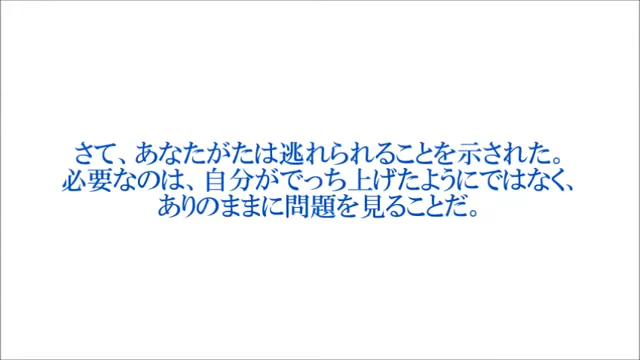 さて、あなたがたは逃れられることを示された。
必要なのは、自分がでっち上げたようにではなく、
ありのままに問題を見ることだ。